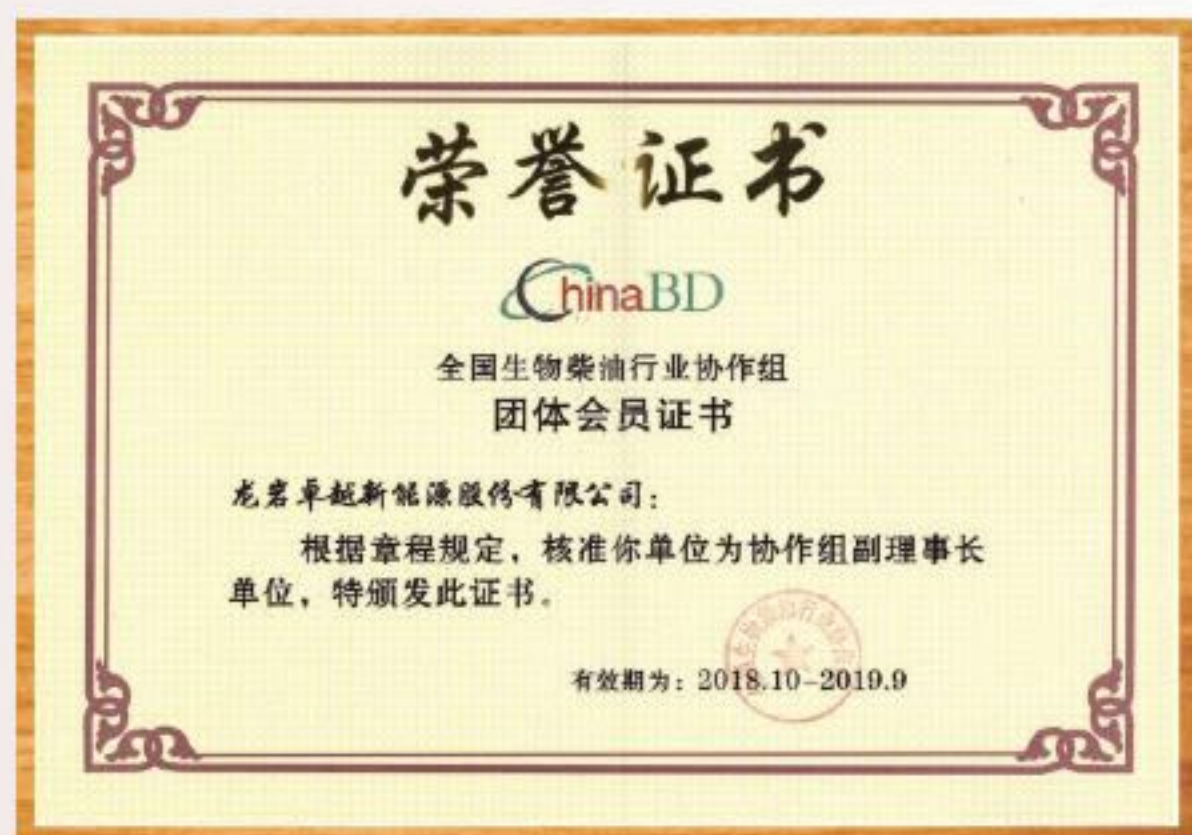 荣誉证书
ChinaBD
全国生物柴油行业协作组
团体会员证书
龙岩卓越新能源股份有限公司:
根据章程规定,核准你单位为协作组副理事长
单位,特颁发此证书。
有效期为:2018.10-2019.9